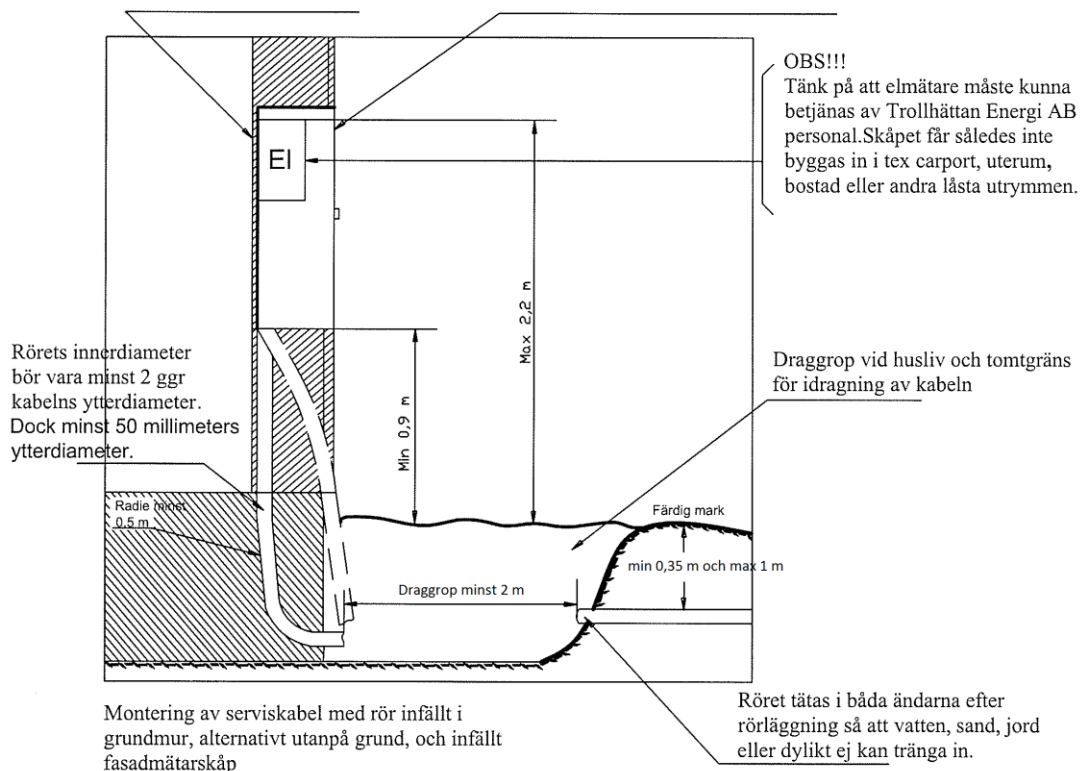 OBS!!!
Tänk på att elmätare måste kunna
betjänas av Trollhättan Energi AB
personal.Skåpet får således inte
byggas in i tex carport, uterum,
bostad eller andra låsta utrymmen.
El
Max 2,2 m
Min 0,9 m
Rörets innerdiameter
bör vara minst 2 ggr
kabelns ytterdiameter.
Dock minst 50 millimeters
ytterdiameter.
Draggrop vid husliv och tomtgräns
för idragning av kabeln
Radie minst
0,5 m
Färdig mark
min 0,35 m och max 1 m
Draggrop minst 2 m
Montering av serviskabel med rör infällt i
grundmur, alternativt utanpå grund, och infällt
fasadmätarskåp
Röret tätas i båda ändarna efter
rörläggning så att vatten, sand, jord
eller dylikt ej kan tränga in.